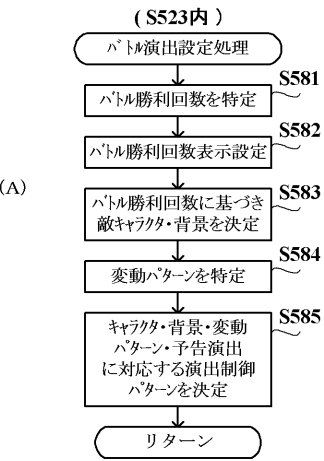 ( S523内 )
ﾊﾞﾄﾙ演出設定処理
S581
ﾊﾞﾄﾙ勝利回数を特定
S582
ﾊﾞﾄﾙ勝利回数表示設定
(A)
S583
ﾊﾞﾄﾙ勝利回数に基づき
敵ｷｬﾗｸﾀ・背景を決定
S584
変動ﾊﾟﾀｰﾝを特定
S585
ｷｬﾗｸﾀ・背景・変動
ﾊﾟﾀｰﾝ・予告演出
に対応する演出制御
ﾊﾟﾀｰﾝを決定
リターン